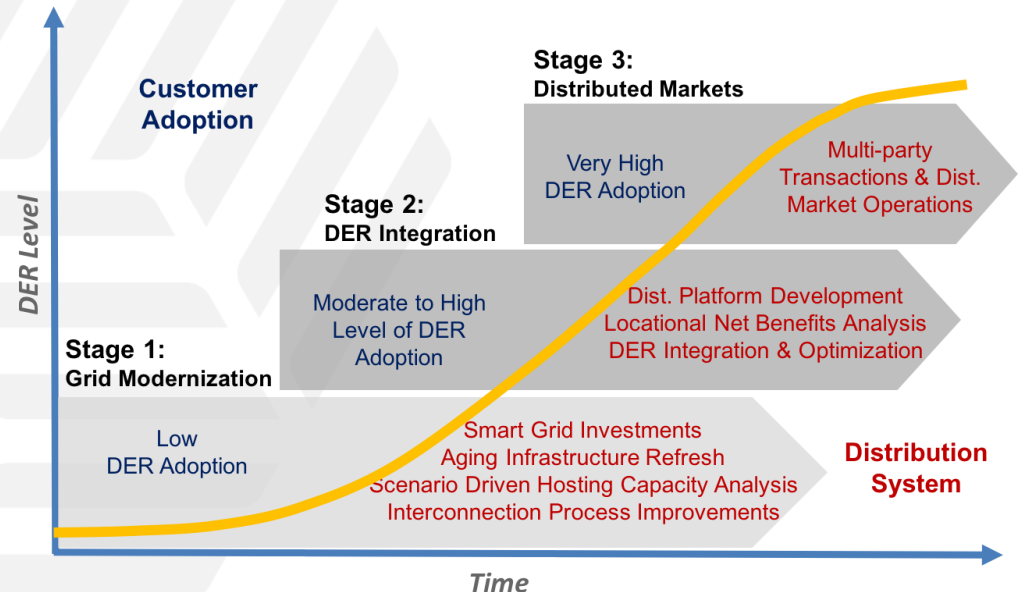 Customer
Adoption
Stage 3:
Distributed Markets
Very High
DER Adoption
Multi-party
Transactions & Dist.
Market Operations
Stage 2:
DER Integration
Moderate to High
Level of DER
Adoption
Dist. Platform Development
Locational Net Benefits Analysis
DER Integration & Optimization
Stage 1:
Grid Modernization
Low
DER Adoption
Smart Grid Investments
Aging Infrastructure Refresh
Scenario Driven Hosting Capacity Analysis
Interconnection Process Improvements
Distribution
System
DER Level
Time